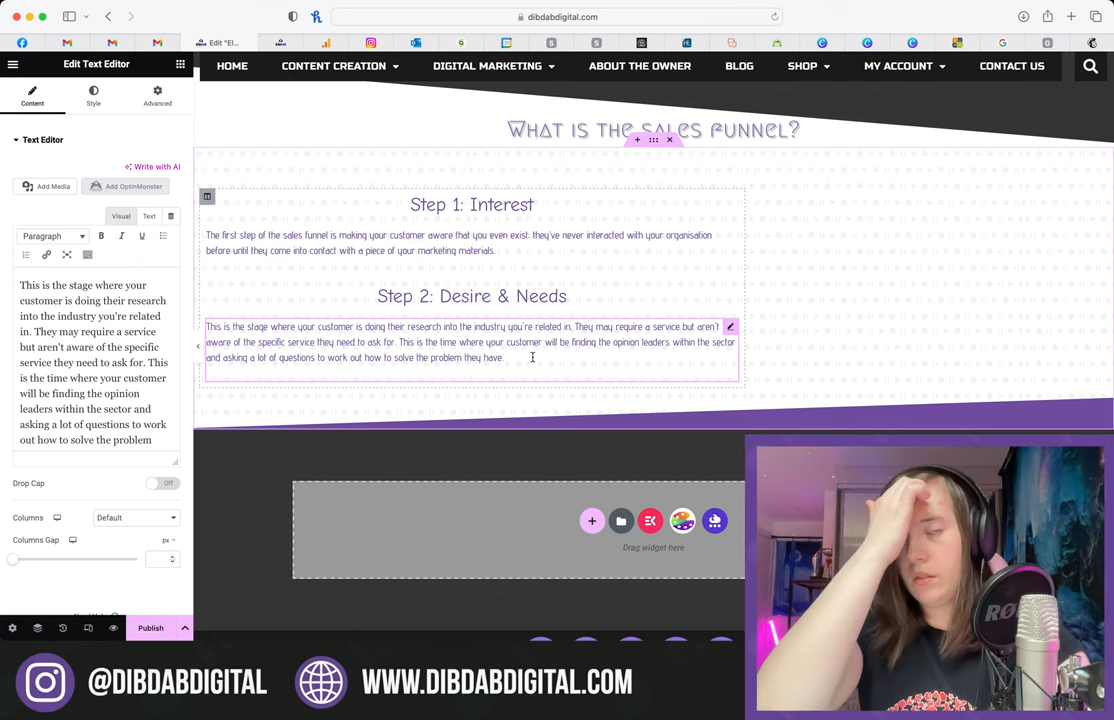 dibdabdigital.com
Edit "El...
Edit Text Editor
HOME
CONTENT CREATION
DIGITAL MARKETING
ABOUT THE OWNER
BLOG
SHOP
MY ACCOUNT
CONTACT US
Content
Style
Advanced
WHAT IS THE SALES FUNNEL?
Text Editor
Write with AI
Add Media
Add OptinMonster
Visual
Text
Paragraph
B
I
U
This is the stage where your
customer is doing their research
into the industry you're related
in. They may require a service
but aren't aware of the specific
service they need to ask for. This
is the time where your customer
will be finding the opinion
leaders within the sector and
asking a lot of questions to work
out how to solve the problem
Drop Cap
Off
Columns
Default
Columns Gap
px
Publish
Step 1: Interest
The first step of the sales funnel is making your customer aware that you even exist; they've never interacted with your organisation
before until they come into contact with a piece of your marketing materials.
Step 2: Desire & Needs
This is the stage where your customer is doing their research into the industry you're related in. They may require a service but aren't
aware of the specific service they need to ask for. This is the time where your customer will be finding the opinion leaders within the sector
and asking a lot of questions to work out how to solve the problem they have.
Drag widget here
RØDE
@DIBDABDIGITAL
WWW.DIBDABDIGITAL.COM